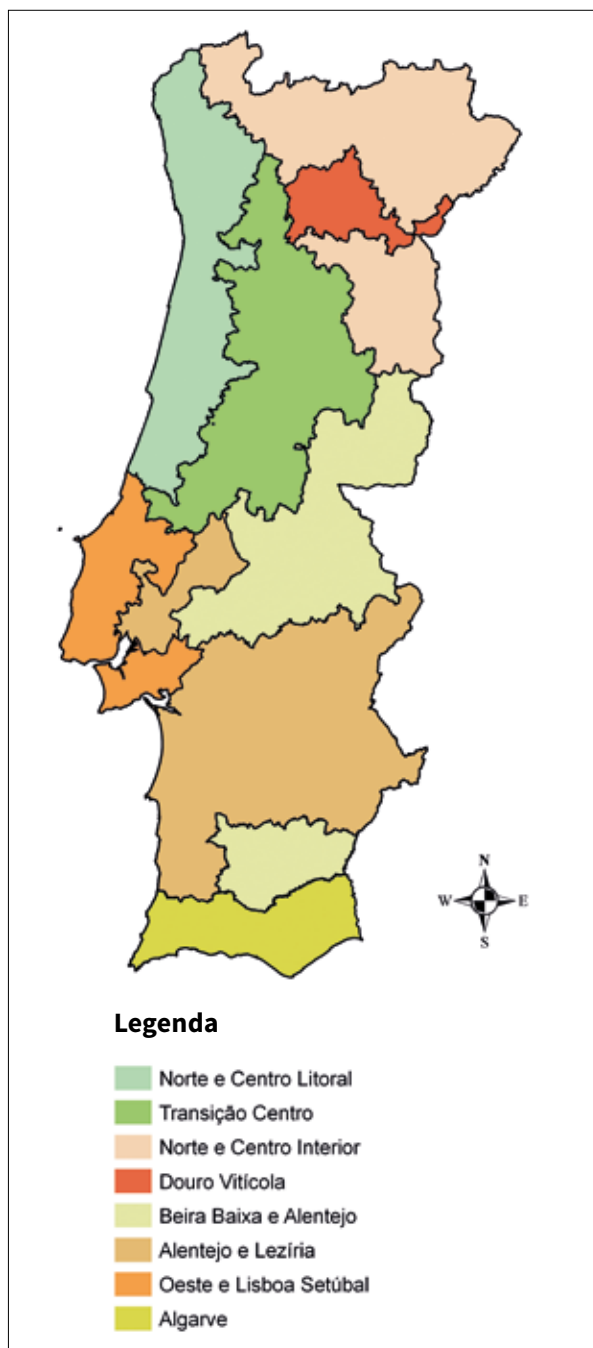 N
W E
S
Legenda
Norte e Centro Litoral
Transição Centro
Norte e Centro Interior
Douro Vitícola
Beira Baixa e Alentejo
Alentejo e Lezíria
Oeste e Lisboa Setúbal
Algarve